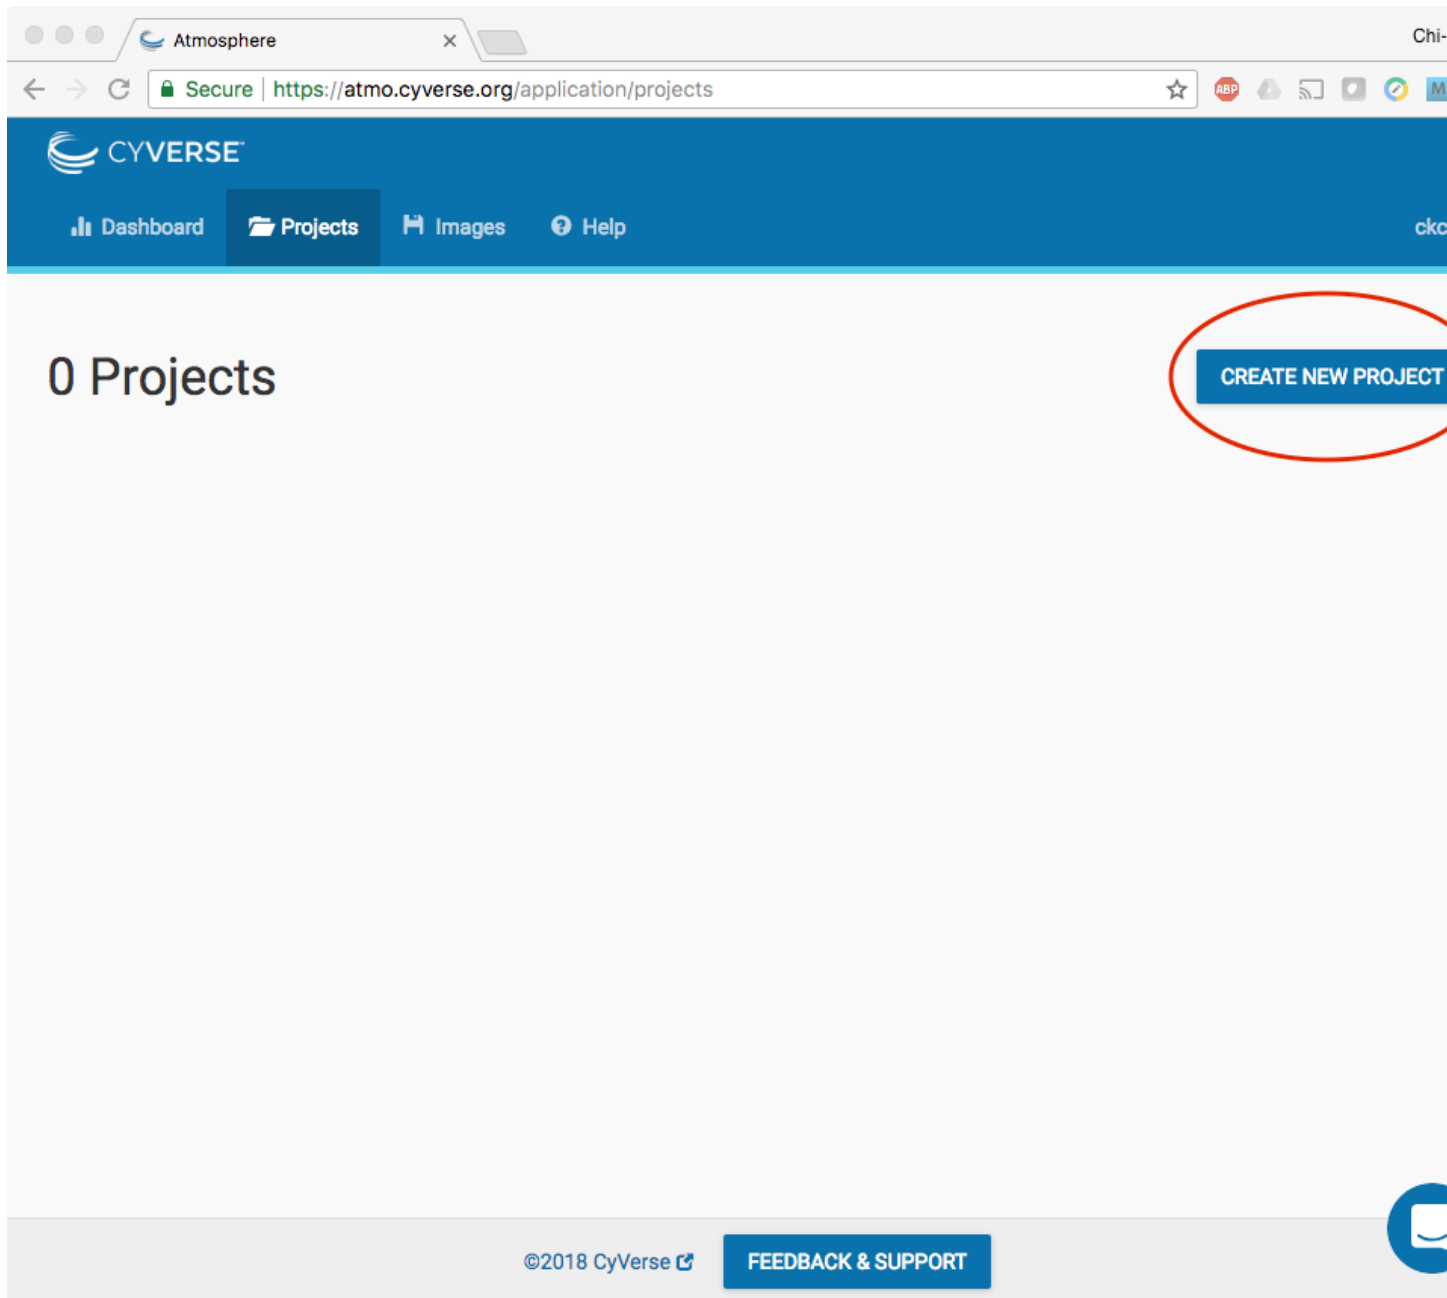 Atmosphere
Chi-
Secure | https://atmo.cyverse.org/application/projects
ABP
M
CYVERSE™
Dashboard Projects Images Help
ckc
0 Projects
CREATE NEW PROJECT
©2018 CyVerse
FEEDBACK & SUPPORT